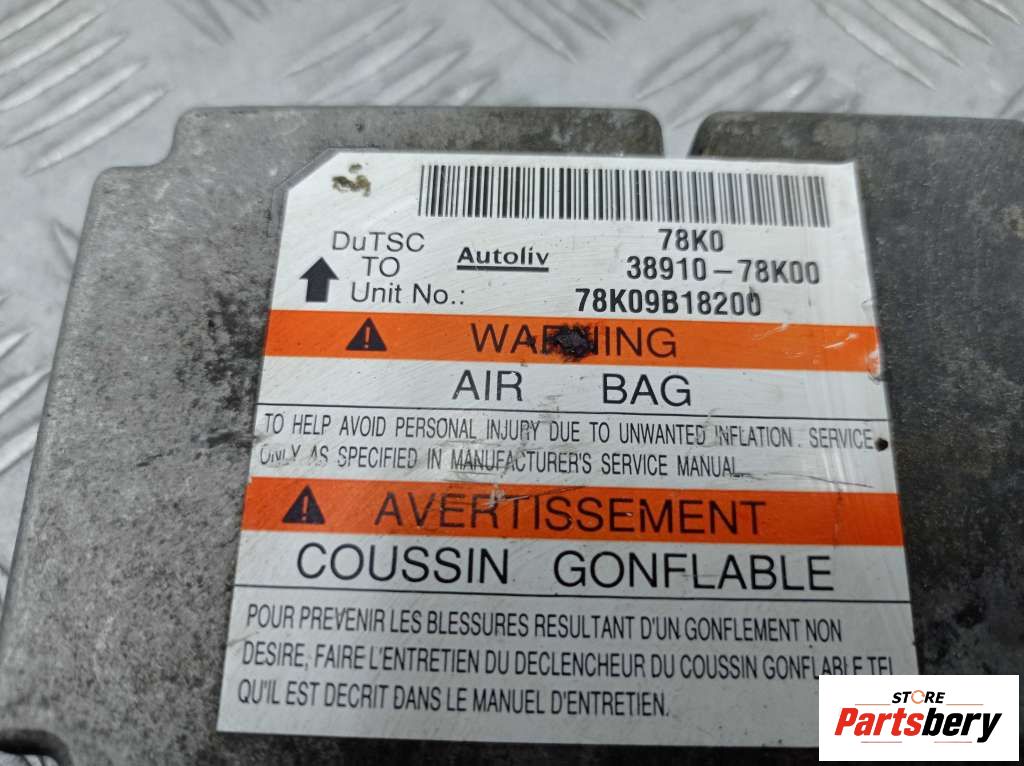 78K0
DuTSC
TO
Autoliv
38910-78K00
Unit No.: 78K09B18200
WARNING
AIR BAG
TO HELP AVOID PERSONAL INJURY DUE TO UNWANTED INFLATION. SERVICE
ONLY AS SPECIFIED IN MANUFACTURER'S SERVICE MANUAL.
AVERTISSEMENT
COUSSIN GONFLABLE
POUR PREVENIR LES BLESSURES RESULTANT D'UN GONFLEMENT NON
DESIRE, FAIRE L'ENTRETIEN DU DECLENCHEUR DU COUSSIN GONFLABLE TEL
QU'IL EST DECRIT DANS LE MANUEL D'ENTRETIEN.
STORE
Partsbery